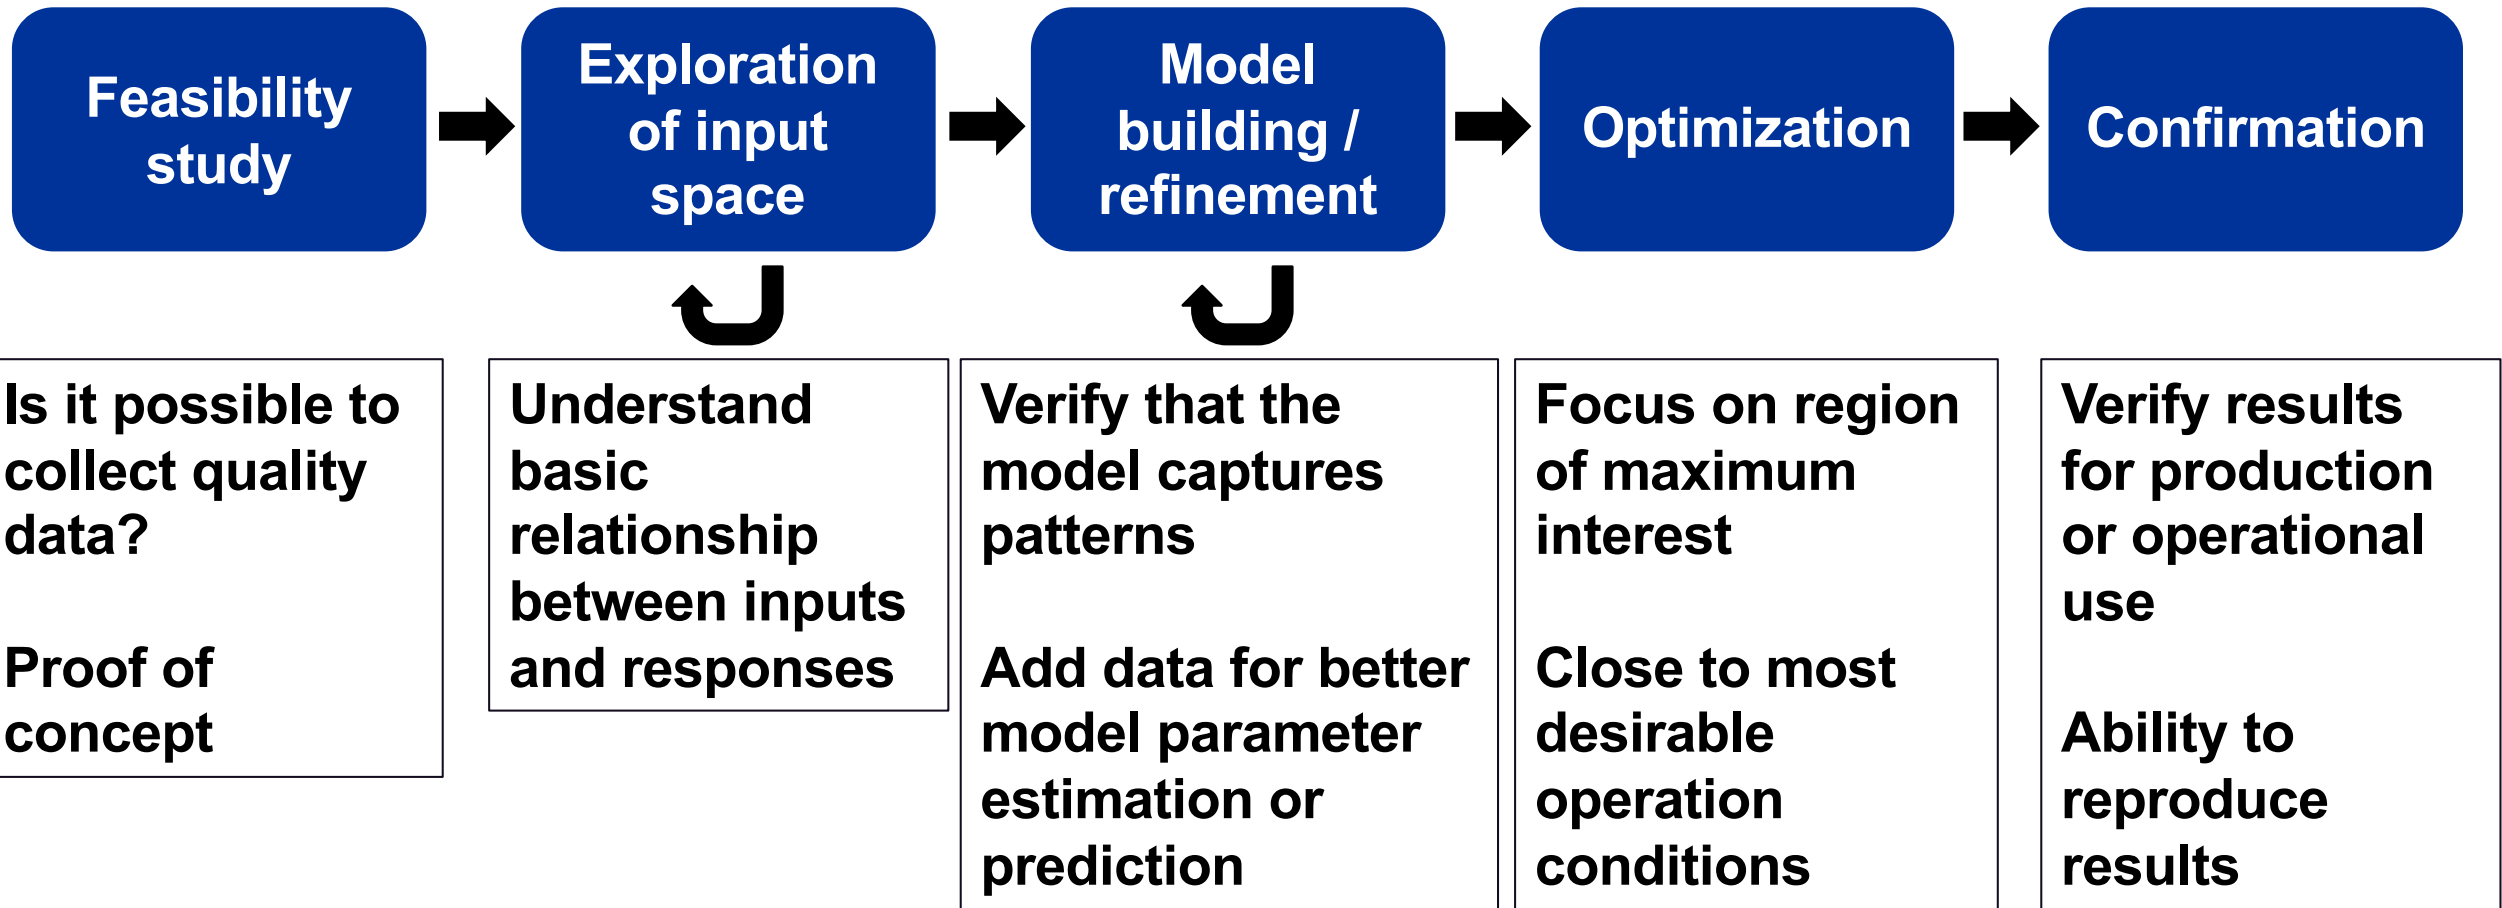 Feasibility
study
Exploration
of input
space
Model
building /
refinement
Optimization
Confirmation
Is it possible to
collect quality
data?
Proof of
concept
Understand
basic
relationship
between inputs
and responses
Verify that the
model captures
patterns
Add data for better
model parameter
estimation or
prediction
Focus on region
of maximum
interest
Close to most
desirable
operation
conditions
Verify results
for production
or operational
use
Ability to
reproduce
results